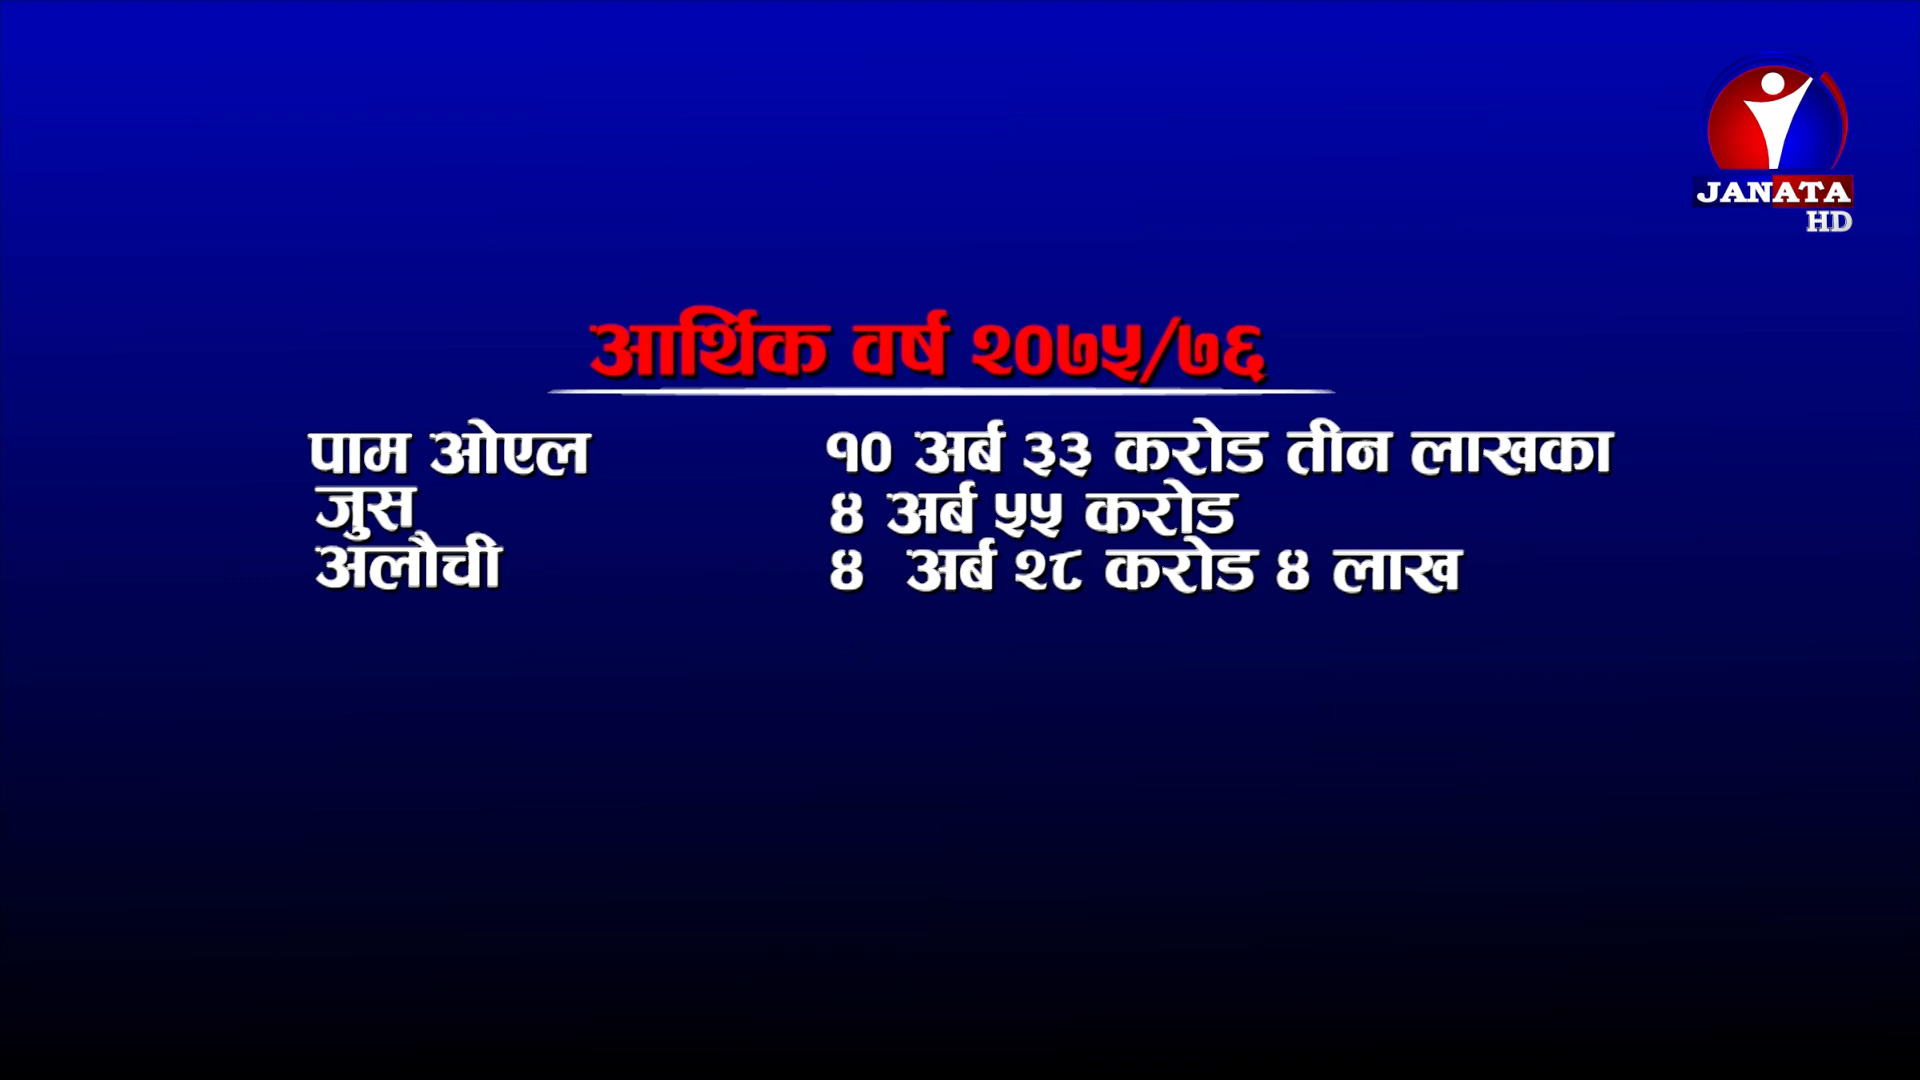 JANATA
HD
आर्थिक वर्ष २०७५/७६
पाम ओएल १० अर्ब ३३ करोड तीन लाखका
जुस ४ अर्ब ५५ करोड
अलौची ४ अर्ब २८ करोड ४ लाख